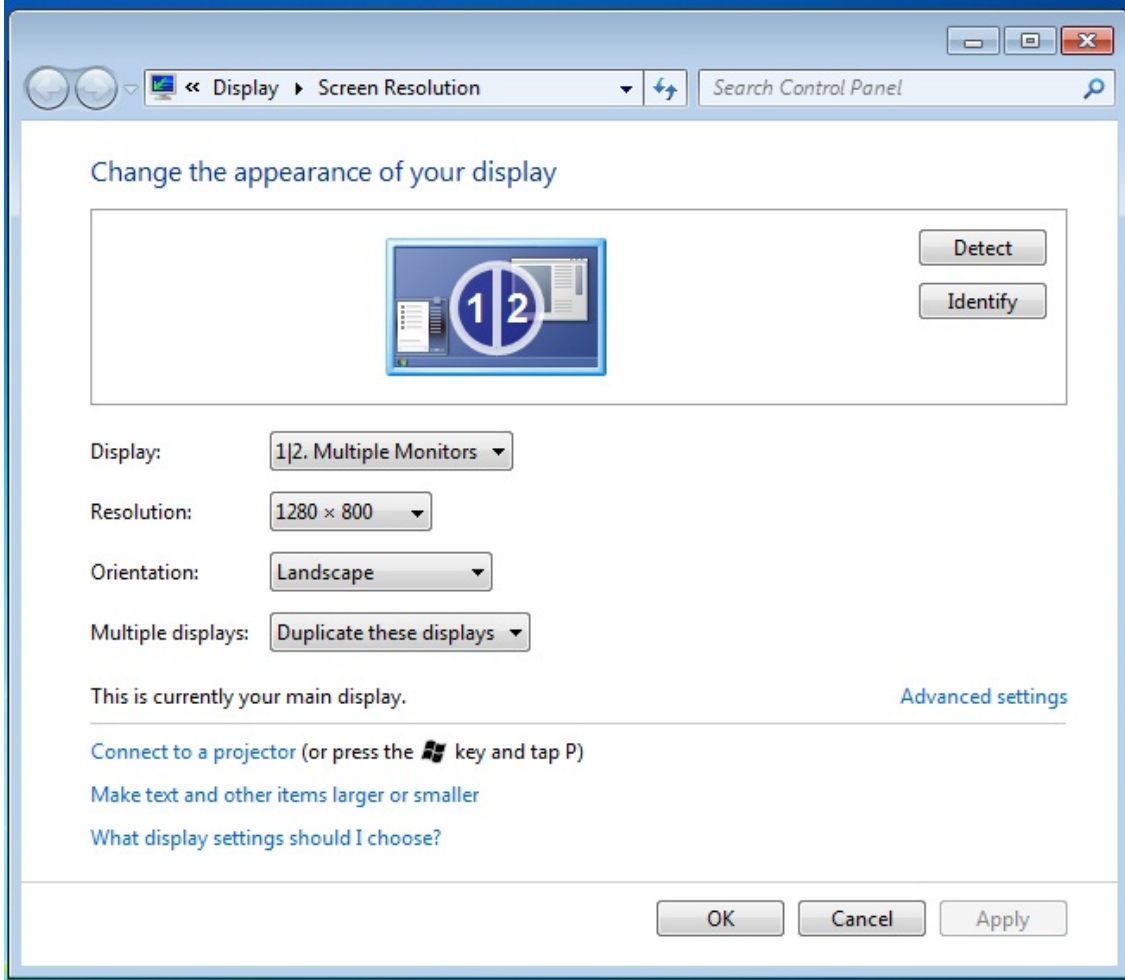 « Display ▸ Screen Resolution
Search Control Panel
Change the appearance of your display
1 2
Detect
Identify
Display: 1|2. Multiple Monitors
Resolution: 1280 × 800
Orientation: Landscape
Multiple displays: Duplicate these displays
This is currently your main display.
Advanced settings
Connect to a projector (or press the key and tap P)
Make text and other items larger or smaller
What display settings should I choose?
OK
Cancel
Apply